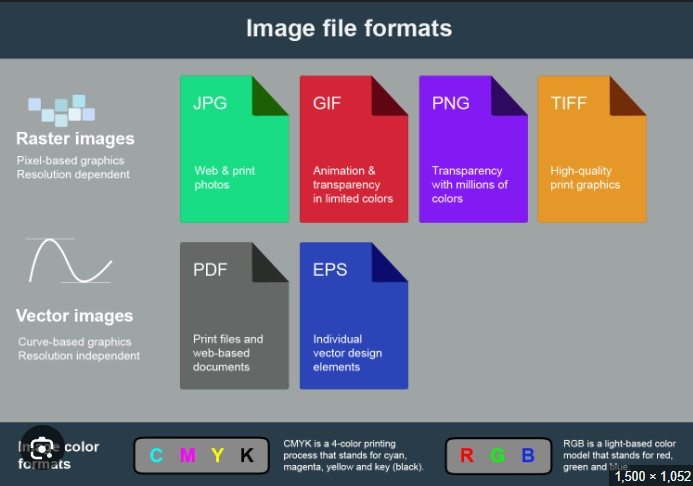 Image file formats
Raster images
Pixel-based graphics
Resolution dependent
JPG
Web & print
photos
GIF
Animation &
transparency
in limited colors
PNG
Transparency
with millions of
colors
TIFF
High-quality
print graphics
Vector images
Curve-based graphics
Resolution independent
PDF
Print files and
web-based
documents
EPS
Individual
vector design
elements
Image color
formats
C M Y K
CMYK is a 4-color printing
process that stands for cyan,
magenta, yellow and key (black).
R G B
RGB is a light-based color
model that stands for red,
green and blue.
1,500 × 1,052